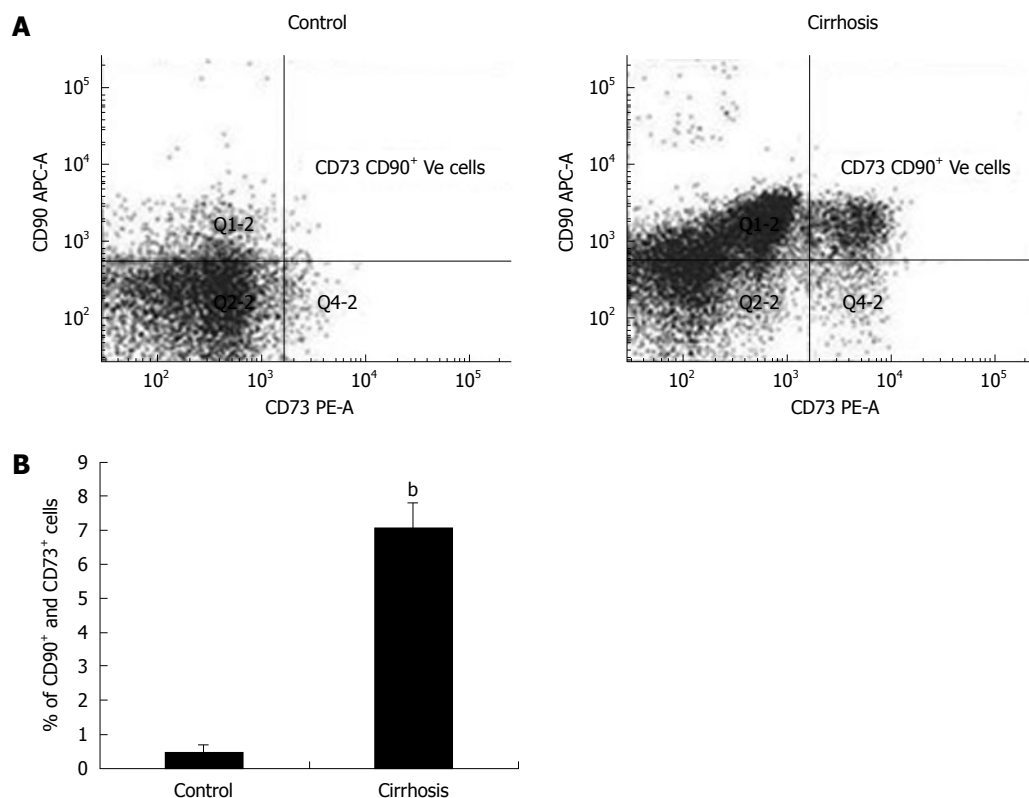 A
Control
Cirrhosis
10⁵
10⁴
10³
10²
CD90 APC-A
CD73 CD90⁺ Ve cells
Q1-2
Q2-2
Q4-2
10² 10³ 10⁴ 10⁵
CD73 PE-A
10⁵
10⁴
10³
10²
CD90 APC-A
CD73 CD90⁺ Ve cells
Q1-2
Q2-2
Q4-2
10² 10³ 10⁴ 10⁵
CD73 PE-A
B
9
8
7
6
5
4
3
2
1
0
% of CD90⁺ and CD73⁺ cells
b
Control
Cirrhosis